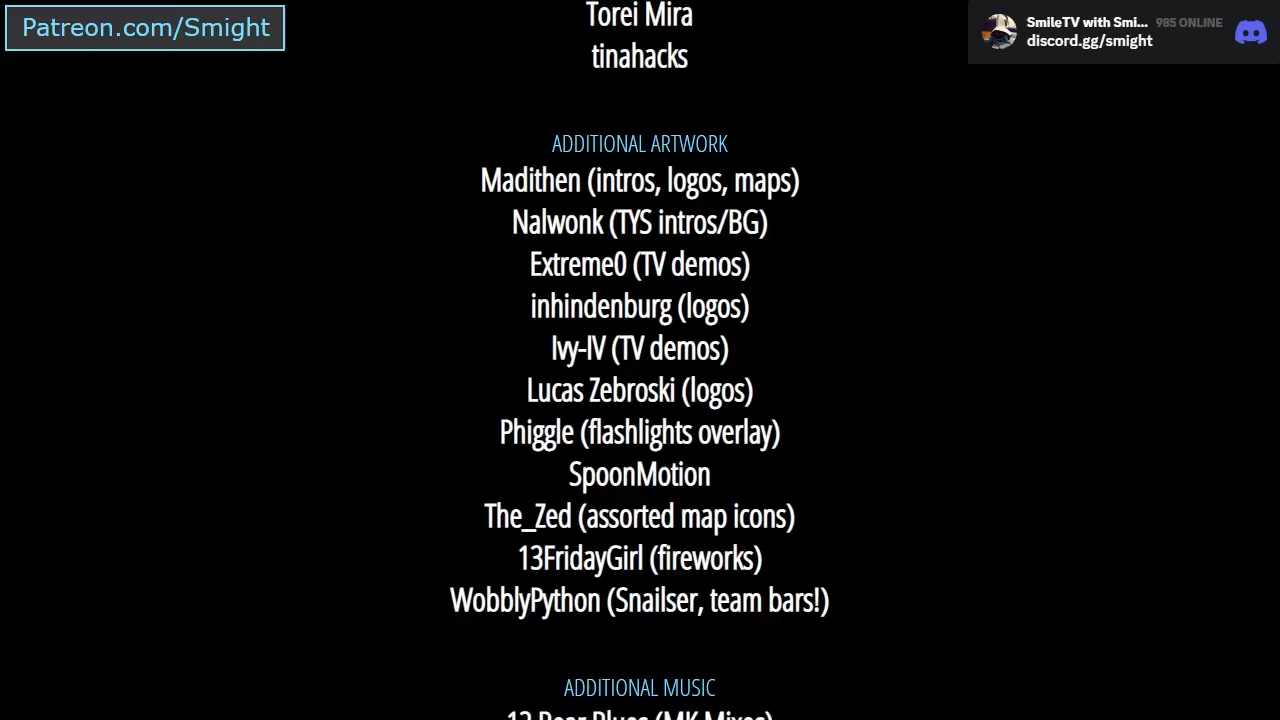 Patreon.com/Smight
SmileTV with Smi... 985 ONLINE
discord.gg/smight
Torei Mira
tinahacks
ADDITIONAL ARTWORK
Madithen (intros, logos, maps)
Nalwonk (TYS intros/BG)
Extreme0 (TV demos)
inhindenburg (logos)
Ivy-IV (TV demos)
Lucas Zebroski (logos)
Phiggle (flashlights overlay)
SpoonMotion
The_Zed (assorted map icons)
13FridayGirl (fireworks)
WobblyPython (Snailser, team bars!)
ADDITIONAL MUSIC
(MK Mixes)